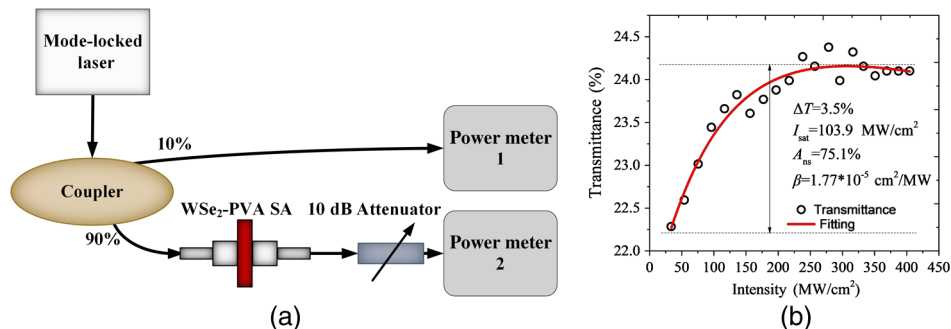 Mode-locked
laser
10%
Power meter
1
Coupler
WSe₂-PVA SA
10 dB Attenuator
90%
Power meter
2
(a)
24.5
24.0
23.5
23.0
22.5
22.0
Transmittance (%)
ΔT=3.5%
I_sat=103.9 MW/cm²
A_ns=75.1%
β=1.77*10⁻⁵ cm²/MW
Transmittance
Fitting
0 50 100 150 200 250 300 350 400 450
Intensity (MW/cm²)
(b)